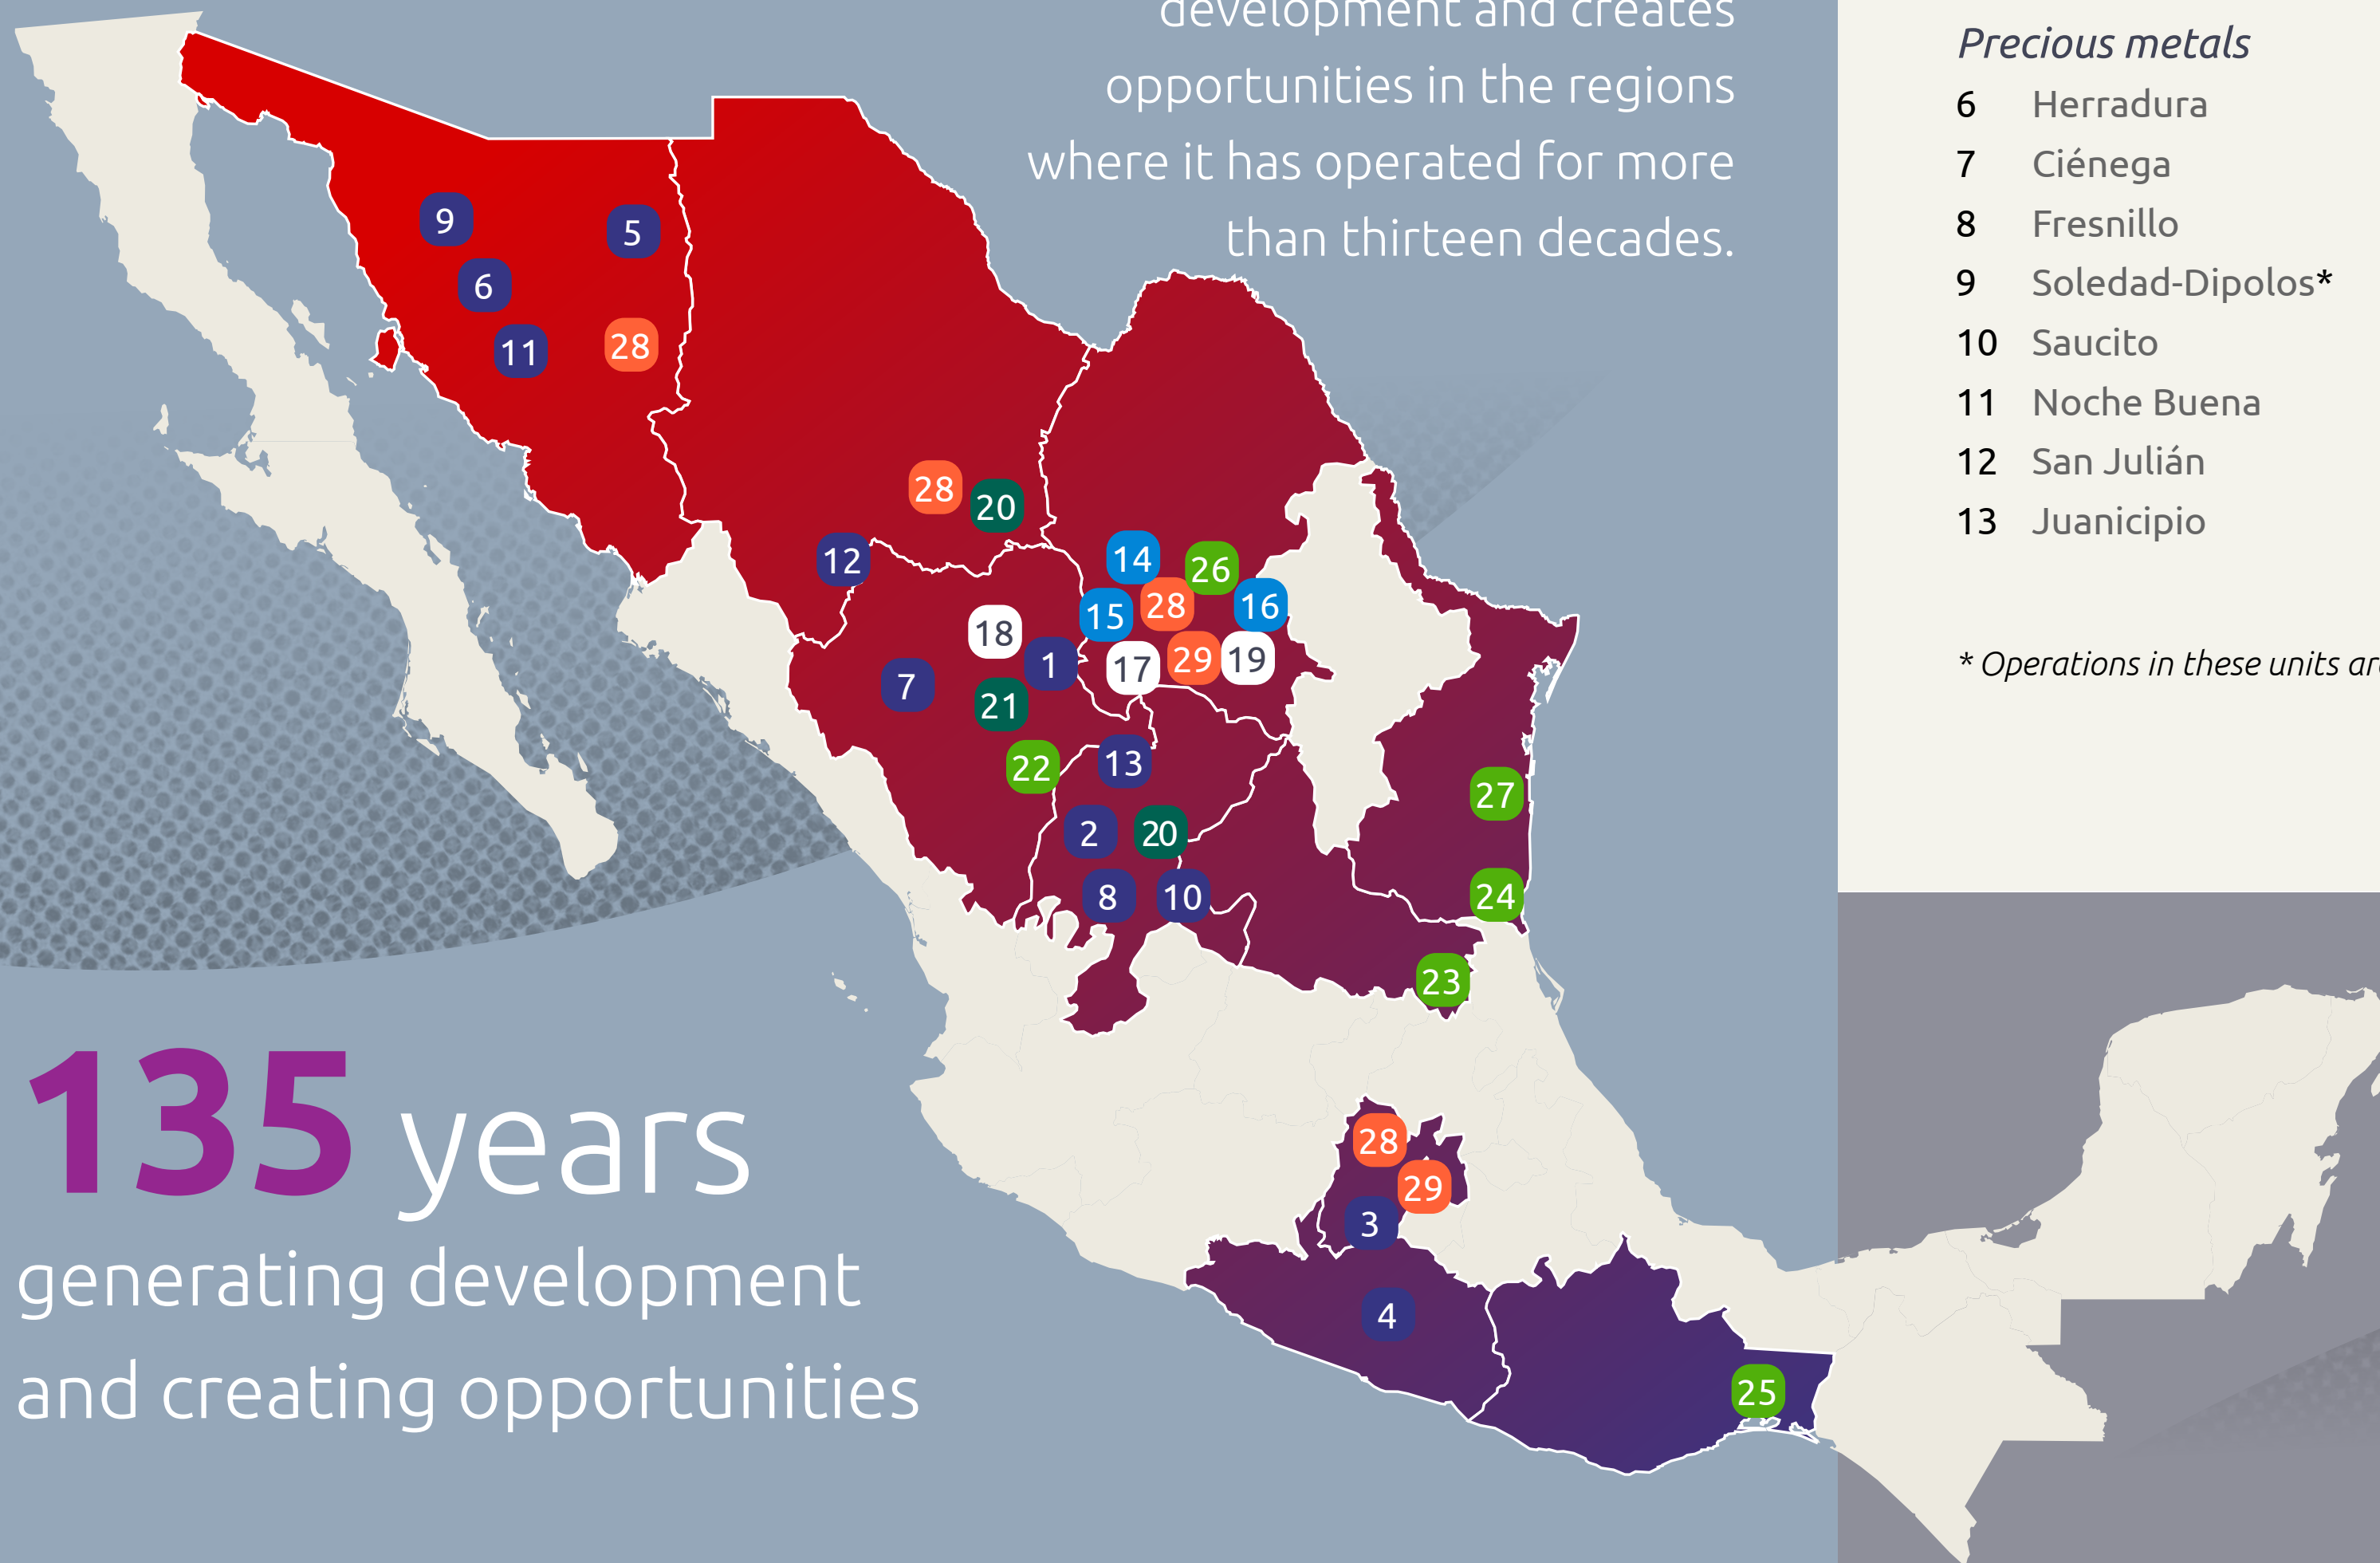 development and creates
opportunities in the regions
where it has operated for more
than thirteen decades.
Precious metals
6 Herradura
7 Ciénega
8 Fresnillo
9 Soledad-Dipolos*
10 Saucito
11 Noche Buena
12 San Julián
13 Juanicipio
* Operations in these units
9
5
6
11
28
28
20
12
14
26
15
28
16
18
1
17
29
19
7
21
22
13
27
2
20
8
10
24
23
28
29
3
4
25
135 years
generating development
and creating opportunities